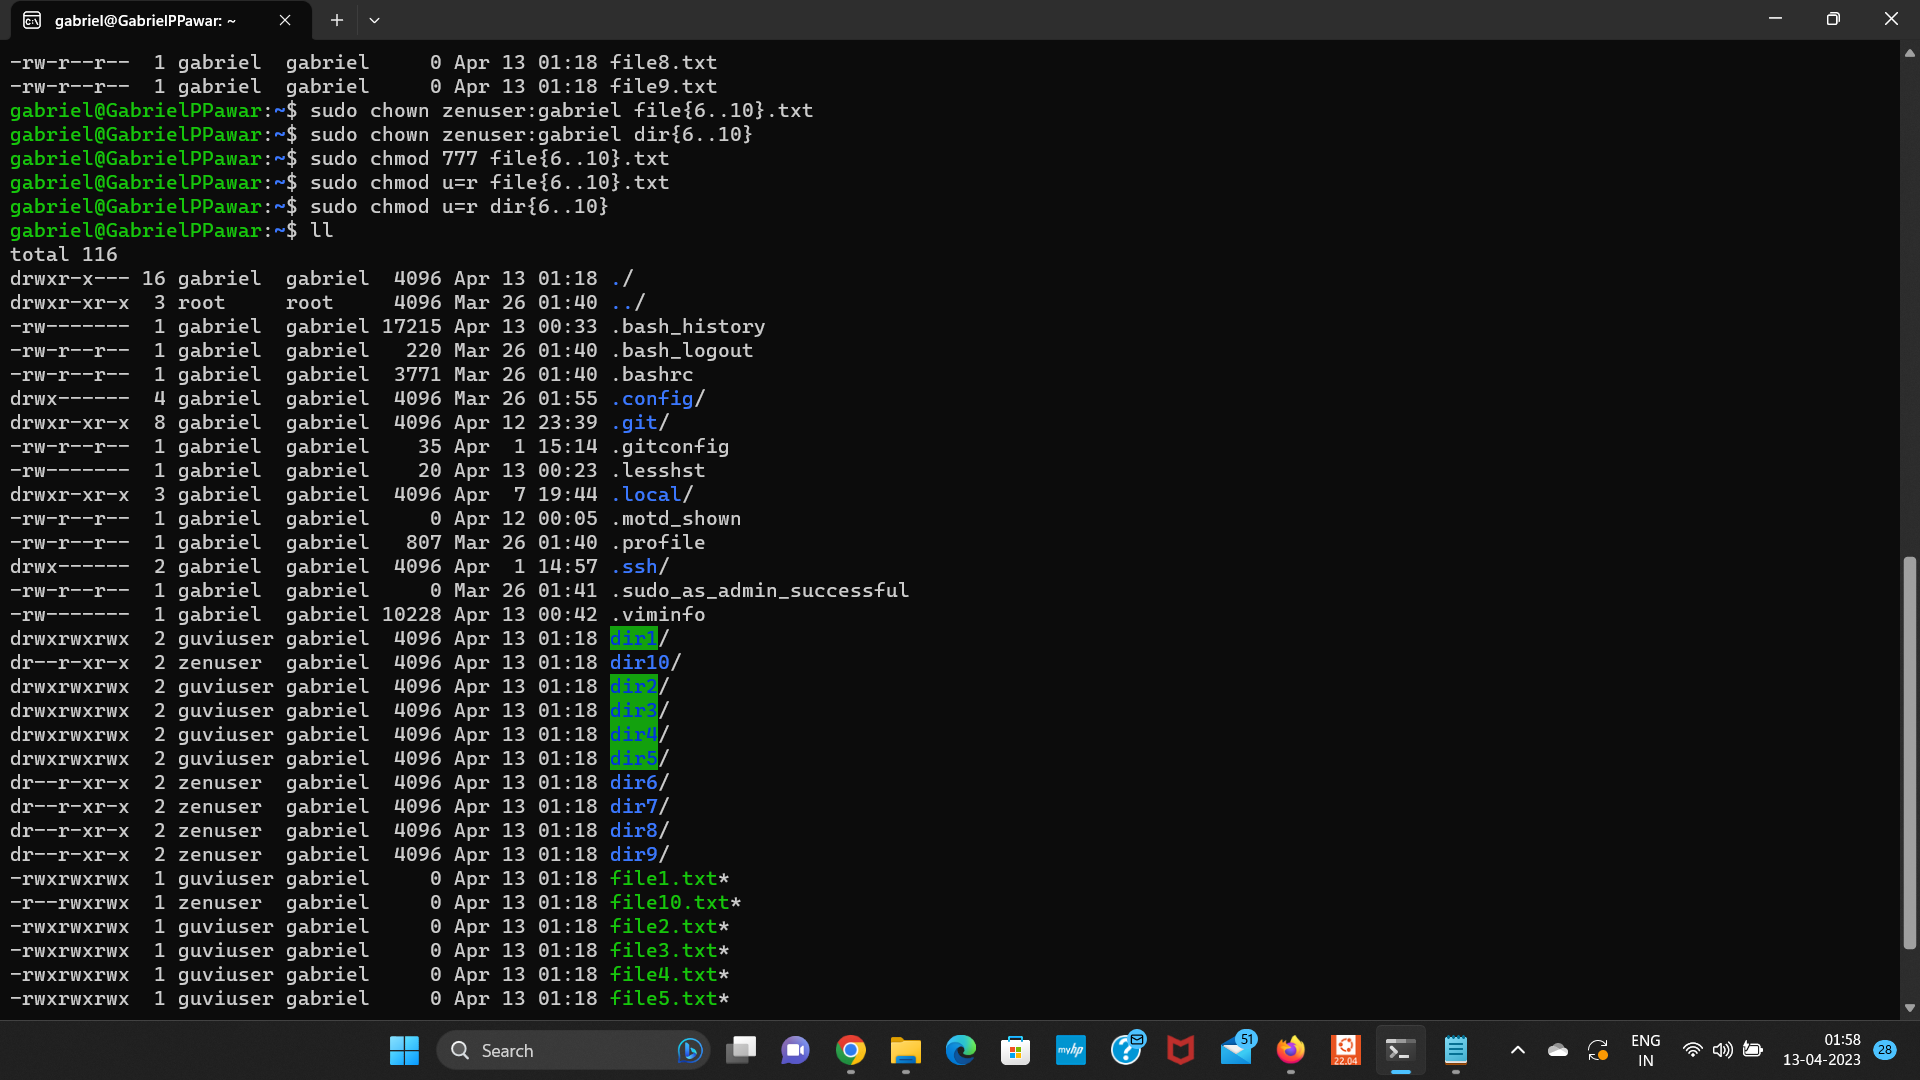 gabriel@GabrielPPawar: ~
-rw-r--r--  1 gabriel  gabriel     0 Apr 13 01:18 file8.txt
-rw-r--r--  1 gabriel  gabriel     0 Apr 13 01:18 file9.txt
gabriel@GabrielPPawar:~$ sudo chown zenuser:gabriel file{6..10}.txt
gabriel@GabrielPPawar:~$ sudo chown zenuser:gabriel dir{6..10}
gabriel@GabrielPPawar:~$ sudo chmod 777 file{6..10}.txt
gabriel@GabrielPPawar:~$ sudo chmod u=r file{6..10}.txt
gabriel@GabrielPPawar:~$ sudo chmod u=r dir{6..10}
gabriel@GabrielPPawar:~$ ll
total 116
drwxr-x--- 16 gabriel  gabriel  4096 Apr 13 01:18 ./
drwxr-xr-x  3 root     root     4096 Mar 26 01:40 ../
-rw-------  1 gabriel  gabriel 17215 Apr 13 00:33 .bash_history
-rw-r--r--  1 gabriel  gabriel   220 Mar 26 01:40 .bash_logout
-rw-r--r--  1 gabriel  gabriel  3771 Mar 26 01:40 .bashrc
drwx------  4 gabriel  gabriel  4096 Mar 26 01:55 .config/
drwxr-xr-x  8 gabriel  gabriel  4096 Apr 12 23:39 .git/
-rw-r--r--  1 gabriel  gabriel    35 Apr  1 15:14 .gitconfig
-rw-------  1 gabriel  gabriel    20 Apr 13 00:23 .lesshst
drwxr-xr-x  3 gabriel  gabriel  4096 Apr  7 19:44 .local/
-rw-r--r--  1 gabriel  gabriel     0 Apr 12 00:05 .motd_shown
-rw-r--r--  1 gabriel  gabriel   807 Mar 26 01:40 .profile
drwx------  2 gabriel  gabriel  4096 Apr  1 14:57 .ssh/
-rw-r--r--  1 gabriel  gabriel     0 Mar 26 01:41 .sudo_as_admin_successful
-rw-------  1 gabriel  gabriel 10228 Apr 13 00:42 .viminfo
drwxrwxrwx  2 guviuser gabriel  4096 Apr 13 01:18 dir1/
dr--r-xr-x  2 zenuser  gabriel  4096 Apr 13 01:18 dir10/
drwxrwxrwx  2 guviuser gabriel  4096 Apr 13 01:18 dir2/
drwxrwxrwx  2 guviuser gabriel  4096 Apr 13 01:18 dir3/
drwxrwxrwx  2 guviuser gabriel  4096 Apr 13 01:18 dir4/
drwxrwxrwx  2 guviuser gabriel  4096 Apr 13 01:18 dir5/
dr--r-xr-x  2 zenuser  gabriel  4096 Apr 13 01:18 dir6/
dr--r-xr-x  2 zenuser  gabriel  4096 Apr 13 01:18 dir7/
dr--r-xr-x  2 zenuser  gabriel  4096 Apr 13 01:18 dir8/
dr--r-xr-x  2 zenuser  gabriel  4096 Apr 13 01:18 dir9/
-rwxrwxrwx  1 guviuser gabriel     0 Apr 13 01:18 file1.txt*
-r--rwxrwx  1 zenuser  gabriel     0 Apr 13 01:18 file10.txt*
-rwxrwxrwx  1 guviuser gabriel     0 Apr 13 01:18 file2.txt*
-rwxrwxrwx  1 guviuser gabriel     0 Apr 13 01:18 file3.txt*
-rwxrwxrwx  1 guviuser gabriel     0 Apr 13 01:18 file4.txt*
-rwxrwxrwx  1 guviuser gabriel     0 Apr 13 01:18 file5.txt*
Search
myhp
51
22.04
ENG
IN
01:58
13-04-2023
28